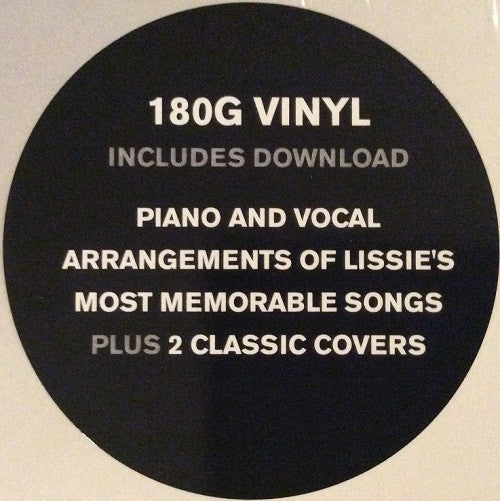 180G VINYL
INCLUDES DOWNLOAD
PIANO AND VOCAL
ARRANGEMENTS OF LISSIE'S
MOST MEMORABLE SONGS
PLUS 2 CLASSIC COVERS